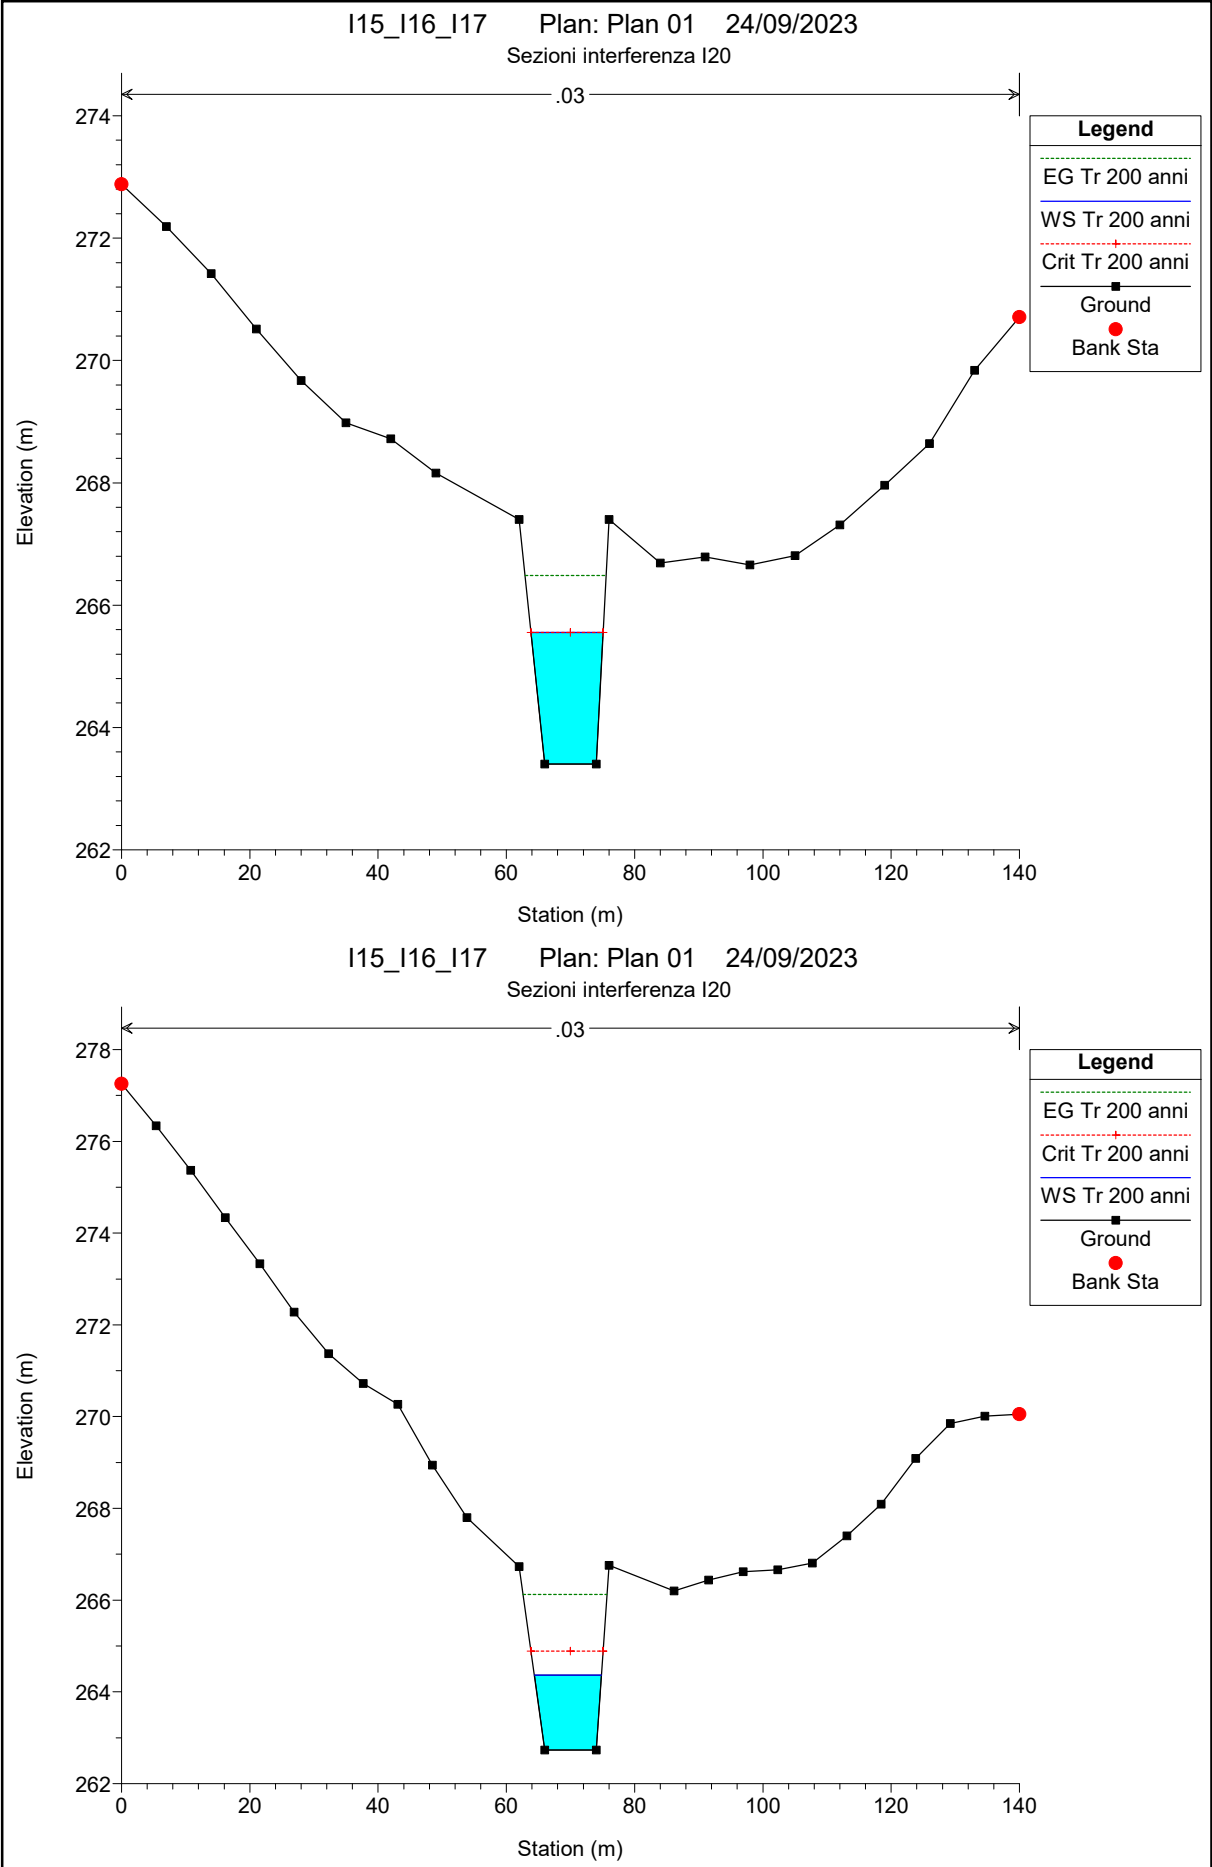 I15_I16_I17 Plan: Plan 01 24/09/2023
Sezioni interferenza I20
.03
274
272
270
268
266
264
262
0 20 40 60 80 100 120 140
Station (m)
Elevation (m)
Legend
EG Tr 200 anni
WS Tr 200 anni
Crit Tr 200 anni
Ground
Bank Sta
I15_I16_I17 Plan: Plan 01 24/09/2023
Sezioni interferenza I20
.03
278
276
274
272
270
268
266
264
262
0 20 40 60 80 100 120 140
Station (m)
Elevation (m)
Legend
EG Tr 200 anni
Crit Tr 200 anni
WS Tr 200 anni
Ground
Bank Sta